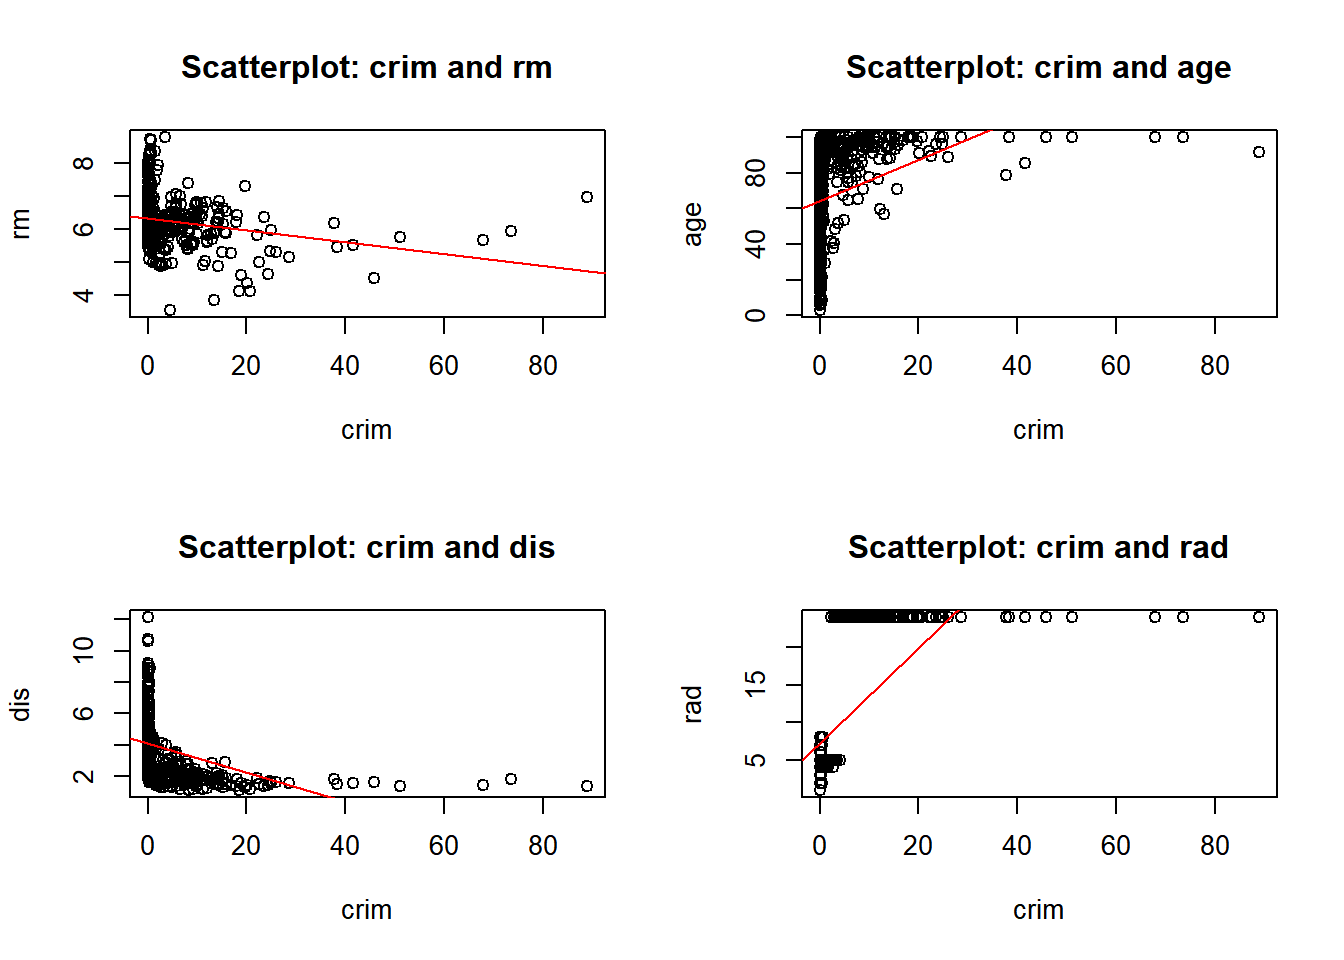 Scatterplot: crim and rm
rm
4 6 8
0 20 40 60 80
crim
Scatterplot: crim and age
age
0 40 80
0 20 40 60 80
crim
Scatterplot: crim and dis
dis
2 6 10
0 20 40 60 80
crim
Scatterplot: crim and rad
rad
5 15
0 20 40 60 80
crim